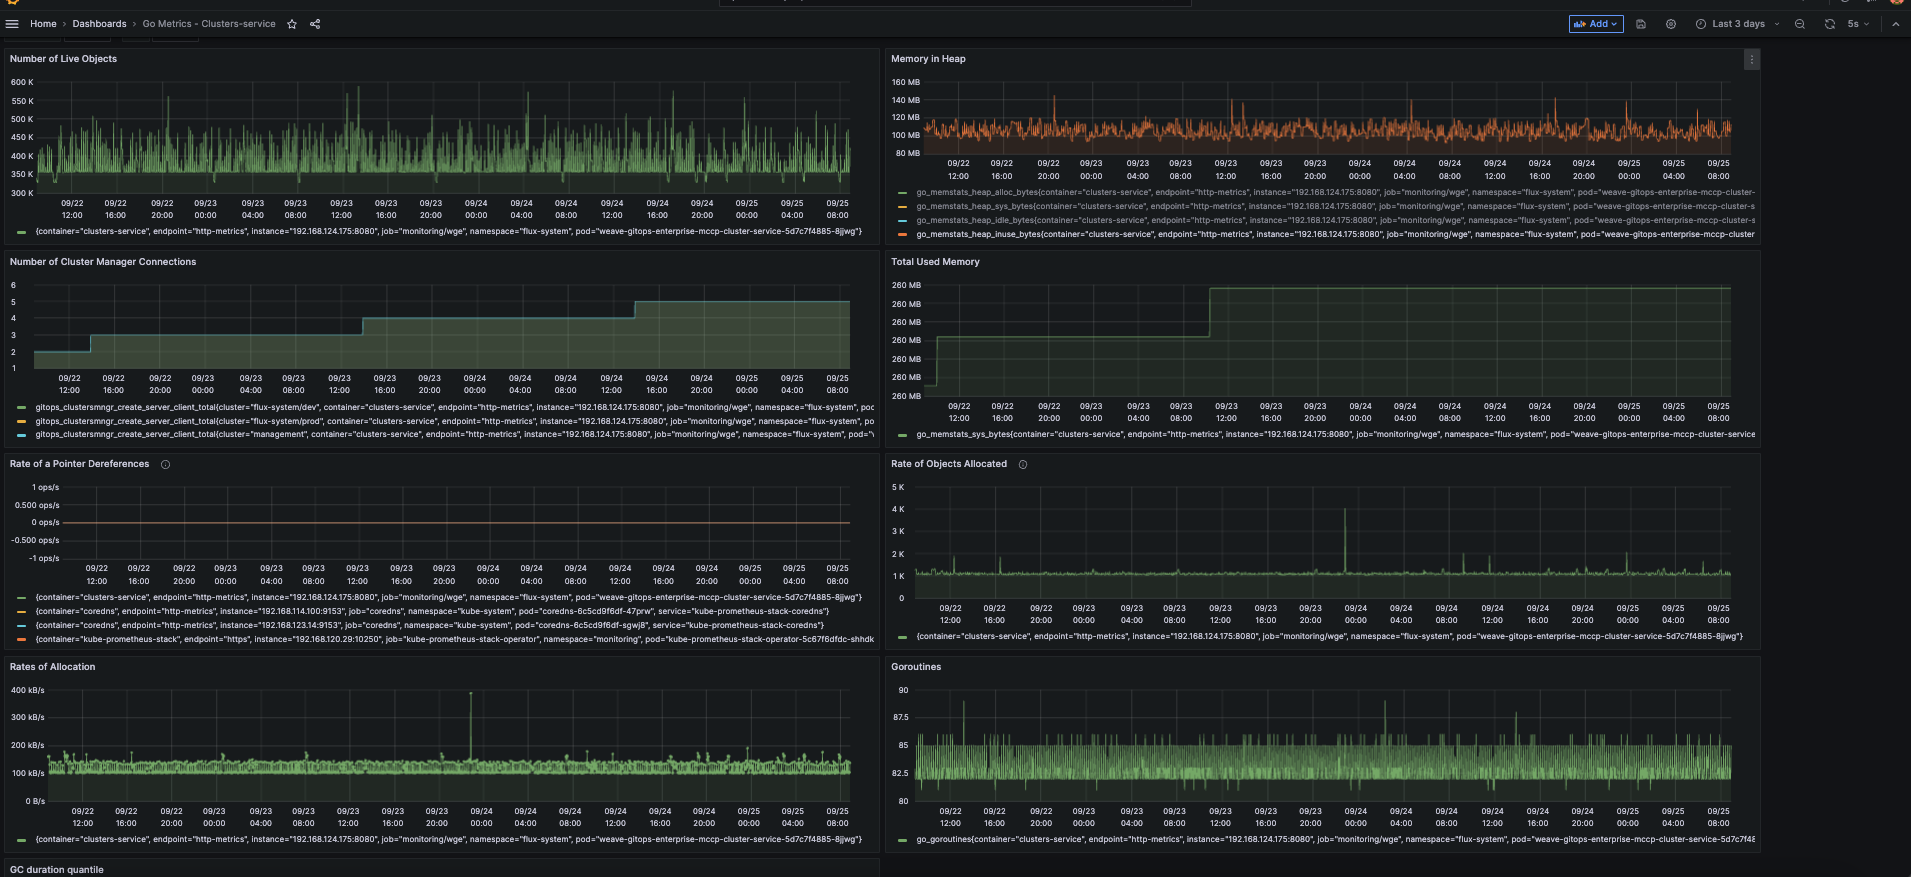 Home › Dashboards › Go Metrics - Clusters-service
Add
Last 3 days
5s
Number of Live Objects
600 K
550 K
500 K
450 K
400 K
350 K
300 K
09/22 09/22 09/22 09/23 09/23 09/23 09/23 09/23 09/23 09/24 09/24 09/24 09/24 09/24 09/24 09/25 09/25 09/25
12:00 16:00 20:00 00:00 04:00 08:00 12:00 16:00 20:00 00:00 04:00 08:00 12:00 16:00 20:00 00:00 04:00 08:00
{container="clusters-service", endpoint="http-metrics", instance="192.168.124.175:8080", job="monitoring/wge", namespace="flux-system", pod="weave-gitops-enterprise-mccp-cluster-service-5d7c7f4885-8jjwg"}
Memory in Heap
160 MB
140 MB
120 MB
100 MB
80 MB
09/22 09/22 09/22 09/23 09/23 09/23 09/23 09/23 09/23 09/24 09/24 09/24 09/24 09/24 09/24 09/25 09/25 09/25
12:00 16:00 20:00 00:00 04:00 08:00 12:00 16:00 20:00 00:00 04:00 08:00 12:00 16:00 20:00 00:00 04:00 08:00
go_memstats_heap_alloc_bytes{container="clusters-service", endpoint="http-metrics", instance="192.168.124.175:8080", job="monitoring/wge", namespace="flux-system", pod="weave-gitops-enterprise-mccp-cluster-
go_memstats_heap_sys_bytes{container="clusters-service", endpoint="http-metrics", instance="192.168.124.175:8080", job="monitoring/wge", namespace="flux-system", pod="weave-gitops-enterprise-mccp-cluster-s
go_memstats_heap_idle_bytes{container="clusters-service", endpoint="http-metrics", instance="192.168.124.175:8080", job="monitoring/wge", namespace="flux-system", pod="weave-gitops-enterprise-mccp-cluster-s
go_memstats_heap_inuse_bytes{container="clusters-service", endpoint="http-metrics", instance="192.168.124.175:8080", job="monitoring/wge", namespace="flux-system", pod="weave-gitops-enterprise-mccp-cluster
Number of Cluster Manager Connections
6
5
4
3
2
1
09/22 09/22 09/22 09/23 09/23 09/23 09/23 09/23 09/23 09/24 09/24 09/24 09/24 09/24 09/24 09/25 09/25 09/25
12:00 16:00 20:00 00:00 04:00 08:00 12:00 16:00 20:00 00:00 04:00 08:00 12:00 16:00 20:00 00:00 04:00 08:00
gitops_clustersmngr_create_server_client_total{cluster="flux-system/dev", container="clusters-service", endpoint="http-metrics", instance="192.168.124.175:8080", job="monitoring/wge", namespace="flux-system", poc
gitops_clustersmngr_create_server_client_total{cluster="flux-system/prod", container="clusters-service", endpoint="http-metrics", instance="192.168.124.175:8080", job="monitoring/wge", namespace="flux-system", po
gitops_clustersmngr_create_server_client_total{cluster="management", container="clusters-service", endpoint="http-metrics", instance="192.168.124.175:8080", job="monitoring/wge", namespace="flux-system", pod="
Total Used Memory
260 MB
260 MB
260 MB
260 MB
260 MB
260 MB
260 MB
09/22 09/22 09/22 09/23 09/23 09/23 09/23 09/23 09/23 09/24 09/24 09/24 09/24 09/24 09/24 09/25 09/25 09/25
12:00 16:00 20:00 00:00 04:00 08:00 12:00 16:00 20:00 00:00 04:00 08:00 12:00 16:00 20:00 00:00 04:00 08:00
go_memstats_sys_bytes{container="clusters-service", endpoint="http-metrics", instance="192.168.124.175:8080", job="monitoring/wge", namespace="flux-system", pod="weave-gitops-enterprise-mccp-cluster-service
Rate of a Pointer Dereferences
1 ops/s
0.500 ops/s
0 ops/s
-0.500 ops/s
-1 ops/s
09/22 09/22 09/22 09/23 09/23 09/23 09/23 09/23 09/23 09/24 09/24 09/24 09/24 09/24 09/24 09/25 09/25 09/25
12:00 16:00 20:00 00:00 04:00 08:00 12:00 16:00 20:00 00:00 04:00 08:00 12:00 16:00 20:00 00:00 04:00 08:00
{container="clusters-service", endpoint="http-metrics", instance="192.168.124.175:8080", job="monitoring/wge", namespace="flux-system", pod="weave-gitops-enterprise-mccp-cluster-service-5d7c7f4885-8jjwg"}
{container="coredns", endpoint="http-metrics", instance="192.168.114.100:9153", job="coredns", namespace="kube-system", pod="coredns-6c5cd9f6df-47prw", service="kube-prometheus-stack-coredns"}
{container="coredns", endpoint="http-metrics", instance="192.168.123.14:9153", job="coredns", namespace="kube-system", pod="coredns-6c5cd9f6df-sgwj8", service="kube-prometheus-stack-coredns"}
{container="kube-prometheus-stack", endpoint="https", instance="192.168.120.29:10250", job="kube-prometheus-stack-operator", namespace="monitoring", pod="kube-prometheus-stack-operator-5c67f6dfdc-shhdk
Rate of Objects Allocated
5 K
4 K
3 K
2 K
1 K
0
09/22 09/22 09/22 09/23 09/23 09/23 09/23 09/23 09/23 09/24 09/24 09/24 09/24 09/24 09/24 09/25 09/25 09/25
12:00 16:00 20:00 00:00 04:00 08:00 12:00 16:00 20:00 00:00 04:00 08:00 12:00 16:00 20:00 00:00 04:00 08:00
{container="clusters-service", endpoint="http-metrics", instance="192.168.124.175:8080", job="monitoring/wge", namespace="flux-system", pod="weave-gitops-enterprise-mccp-cluster-service-5d7c7f4885-8jjwg"}
Rates of Allocation
400 kB/s
300 kB/s
200 kB/s
100 kB/s
0 B/s
09/22 09/22 09/22 09/23 09/23 09/23 09/23 09/23 09/23 09/24 09/24 09/24 09/24 09/24 09/24 09/25 09/25 09/25
12:00 16:00 20:00 00:00 04:00 08:00 12:00 16:00 20:00 00:00 04:00 08:00 12:00 16:00 20:00 00:00 04:00 08:00
{container="clusters-service", endpoint="http-metrics", instance="192.168.124.175:8080", job="monitoring/wge", namespace="flux-system", pod="weave-gitops-enterprise-mccp-cluster-service-5d7c7f4885-8jjwg"}
Goroutines
90
87.5
85
82.5
80
09/22 09/22 09/22 09/23 09/23 09/23 09/23 09/23 09/23 09/24 09/24 09/24 09/24 09/24 09/24 09/25 09/25 09/25
12:00 16:00 20:00 00:00 04:00 08:00 12:00 16:00 20:00 00:00 04:00 08:00 12:00 16:00 20:00 00:00 04:00 08:00
go_goroutines{container="clusters-service", endpoint="http-metrics", instance="192.168.124.175:8080", job="monitoring/wge", namespace="flux-system", pod="weave-gitops-enterprise-mccp-cluster-service-5d7c7f48
GC duration quantile